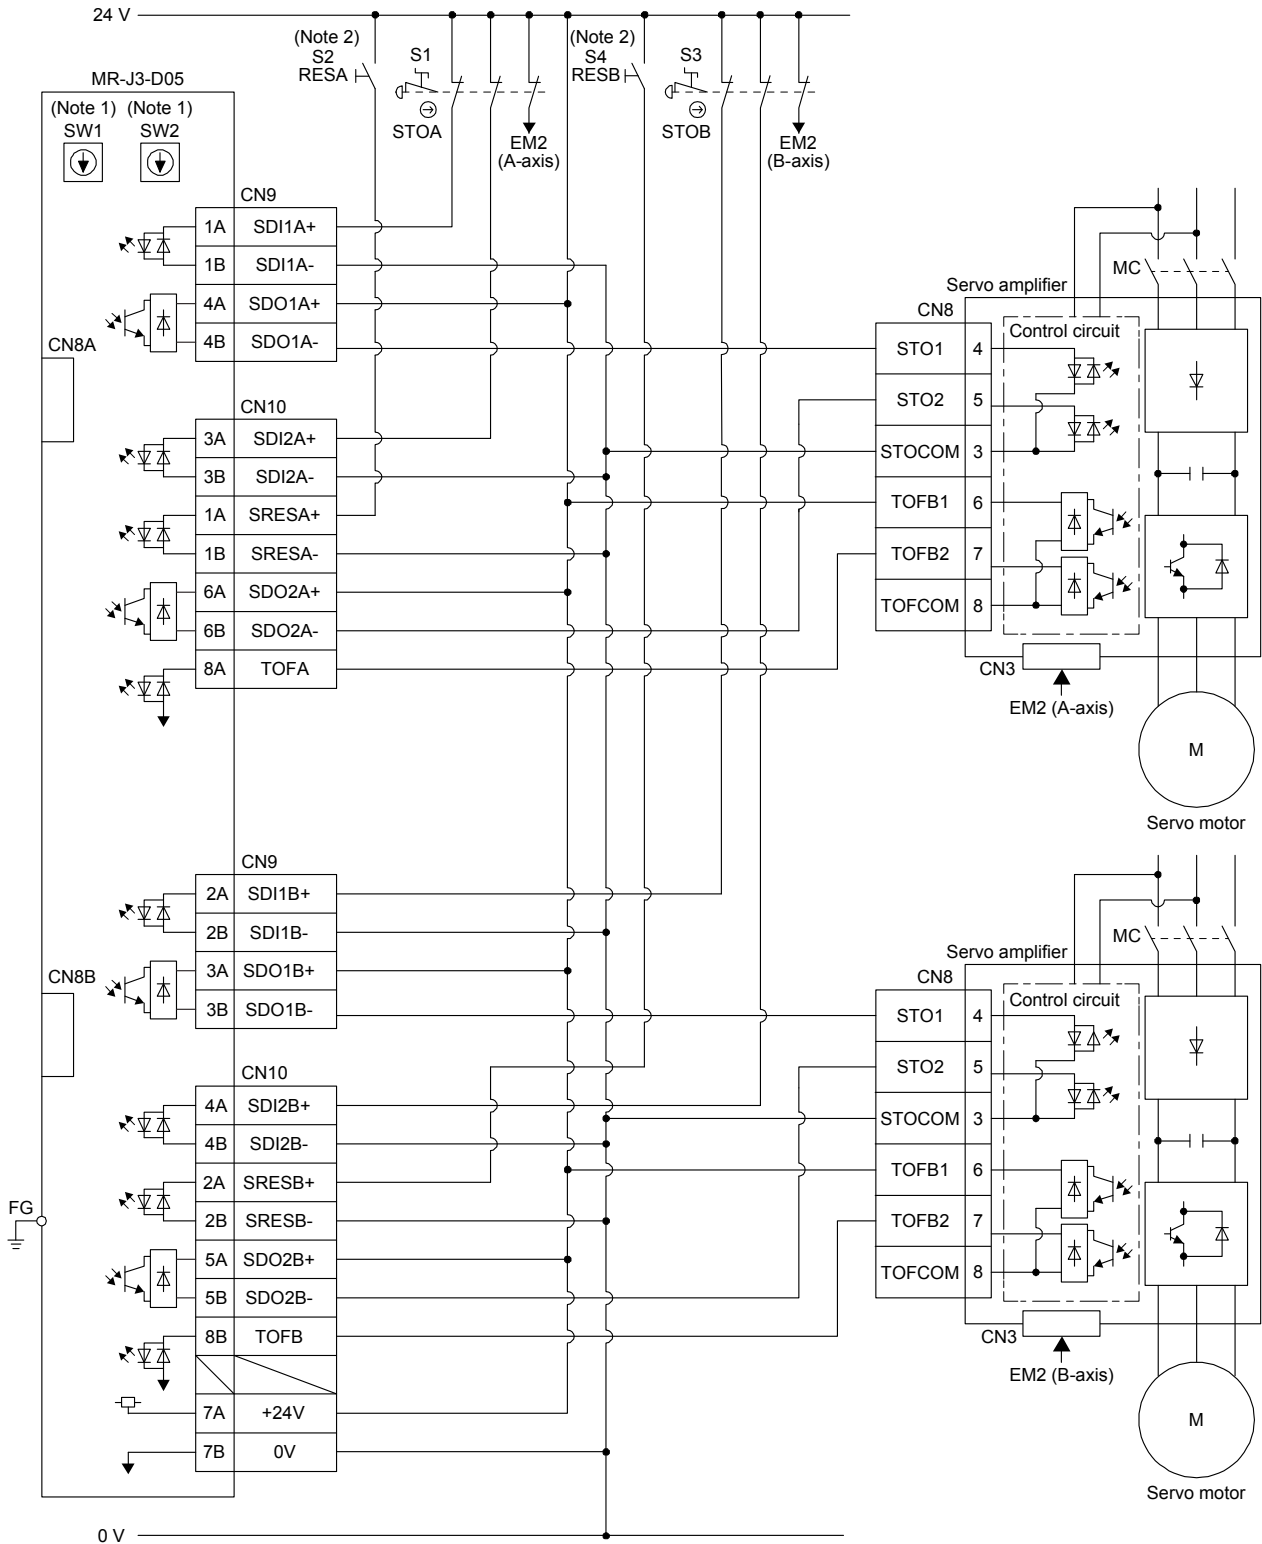 24 V
(Note 2)
S2
RESA
S1
STOA
EM2
(A-axis)
(Note 2)
S4
RESB
S3
STOB
EM2
(B-axis)
MR-J3-D05
(Note 1) (Note 1)
SW1 SW2
CN9
1A SDI1A+
1B SDI1A-
4A SDO1A+
4B SDO1A-
CN8A
CN10
3A SDI2A+
3B SDI2A-
1A SRESA+
1B SRESA-
6A SDO2A+
6B SDO2A-
8A TOFA
MC
Servo amplifier
CN8
Control circuit
STO1 4
STO2 5
STOCOM 3
TOFB1 6
TOFB2 7
TOFCOM 8
CN3
EM2 (A-axis)
M
Servo motor
CN9
2A SDI1B+
2B SDI1B-
3A SDO1B+
3B SDO1B-
CN8B
CN10
4A SDI2B+
4B SDI2B-
2A SRESB+
2B SRESB-
5A SDO2B+
5B SDO2B-
8B TOFB
7A +24V
7B 0V
FG
MC
Servo amplifier
CN8
Control circuit
STO1 4
STO2 5
STOCOM 3
TOFB1 6
TOFB2 7
TOFCOM 8
CN3
EM2 (B-axis)
M
Servo motor
0 V